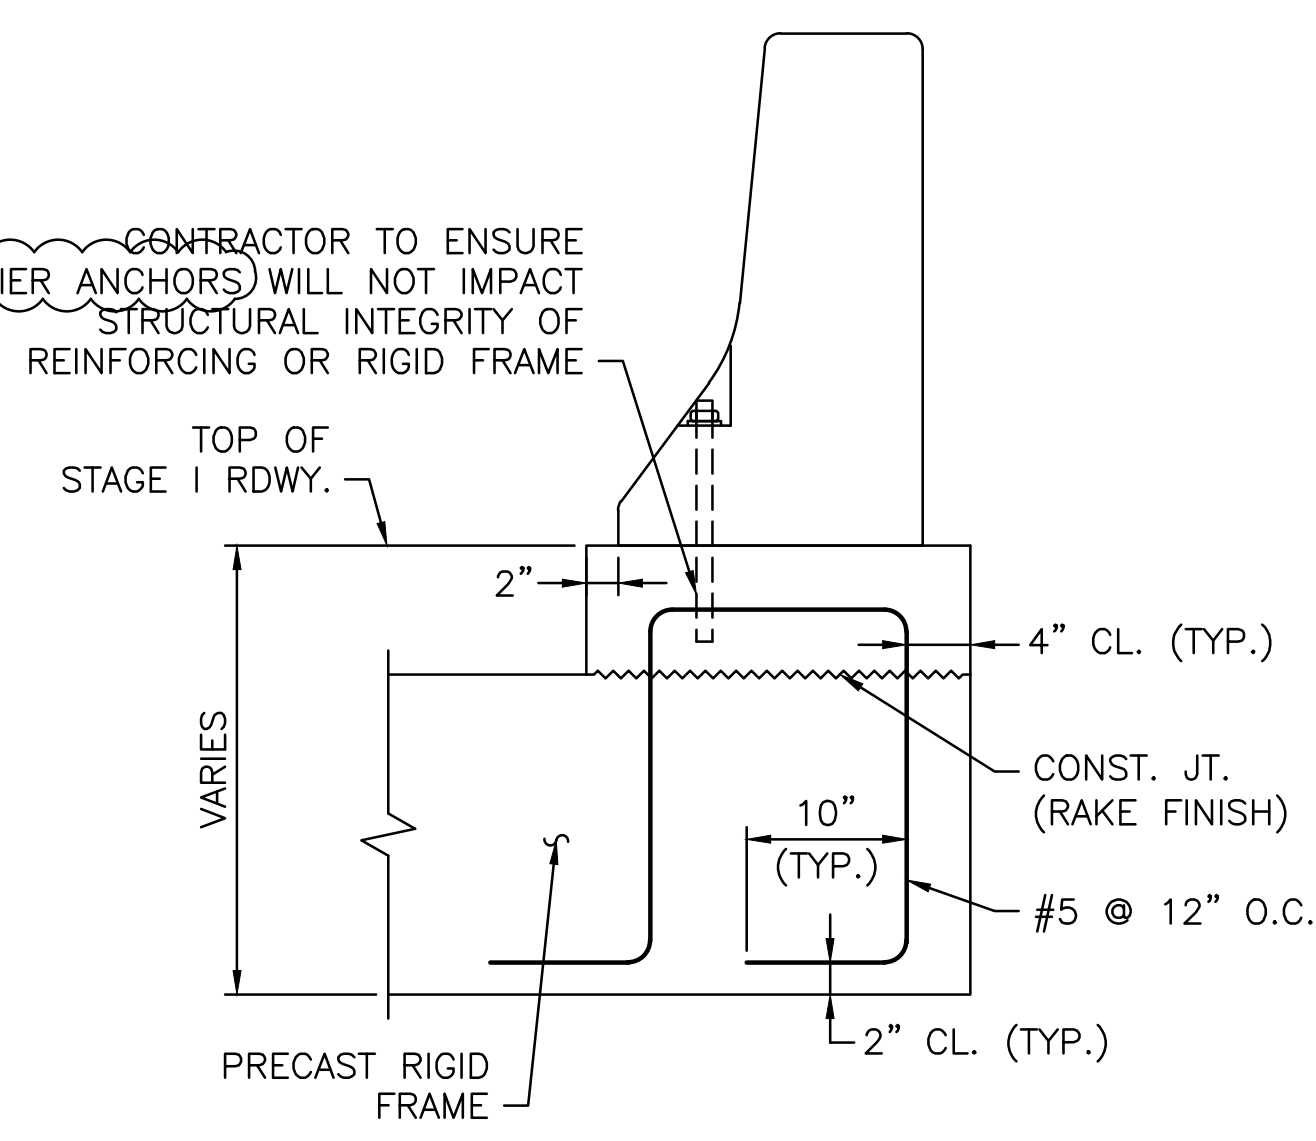 CONTRACTOR TO ENSURE
ANCHORS WILL NOT IMPACT
STRUCTURAL INTEGRITY OF
REINFORCING OR RIGID FRAME
TOP OF
STAGE I RDWY.
2"
4" CL. (TYP.)
VARIES
CONST. JT.
(RAKE FINISH)
10"
(TYP.)
#5 @ 12" O.C.
2" CL. (TYP.)
PRECAST RIGID
FRAME